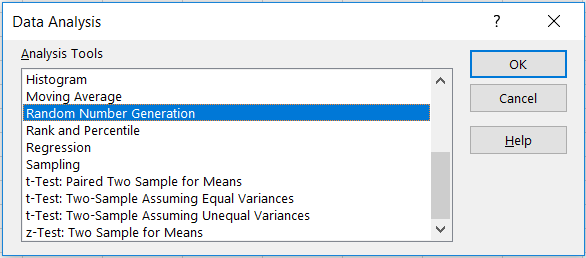 Data Analysis
?
Analysis Tools
Histogram
Moving Average
Random Number Generation
Rank and Percentile
Regression
Sampling
t-Test: Paired Two Sample for Means
t-Test: Two-Sample Assuming Equal Variances
t-Test: Two-Sample Assuming Unequal Variances
z-Test: Two Sample for Means
OK
Cancel
Help